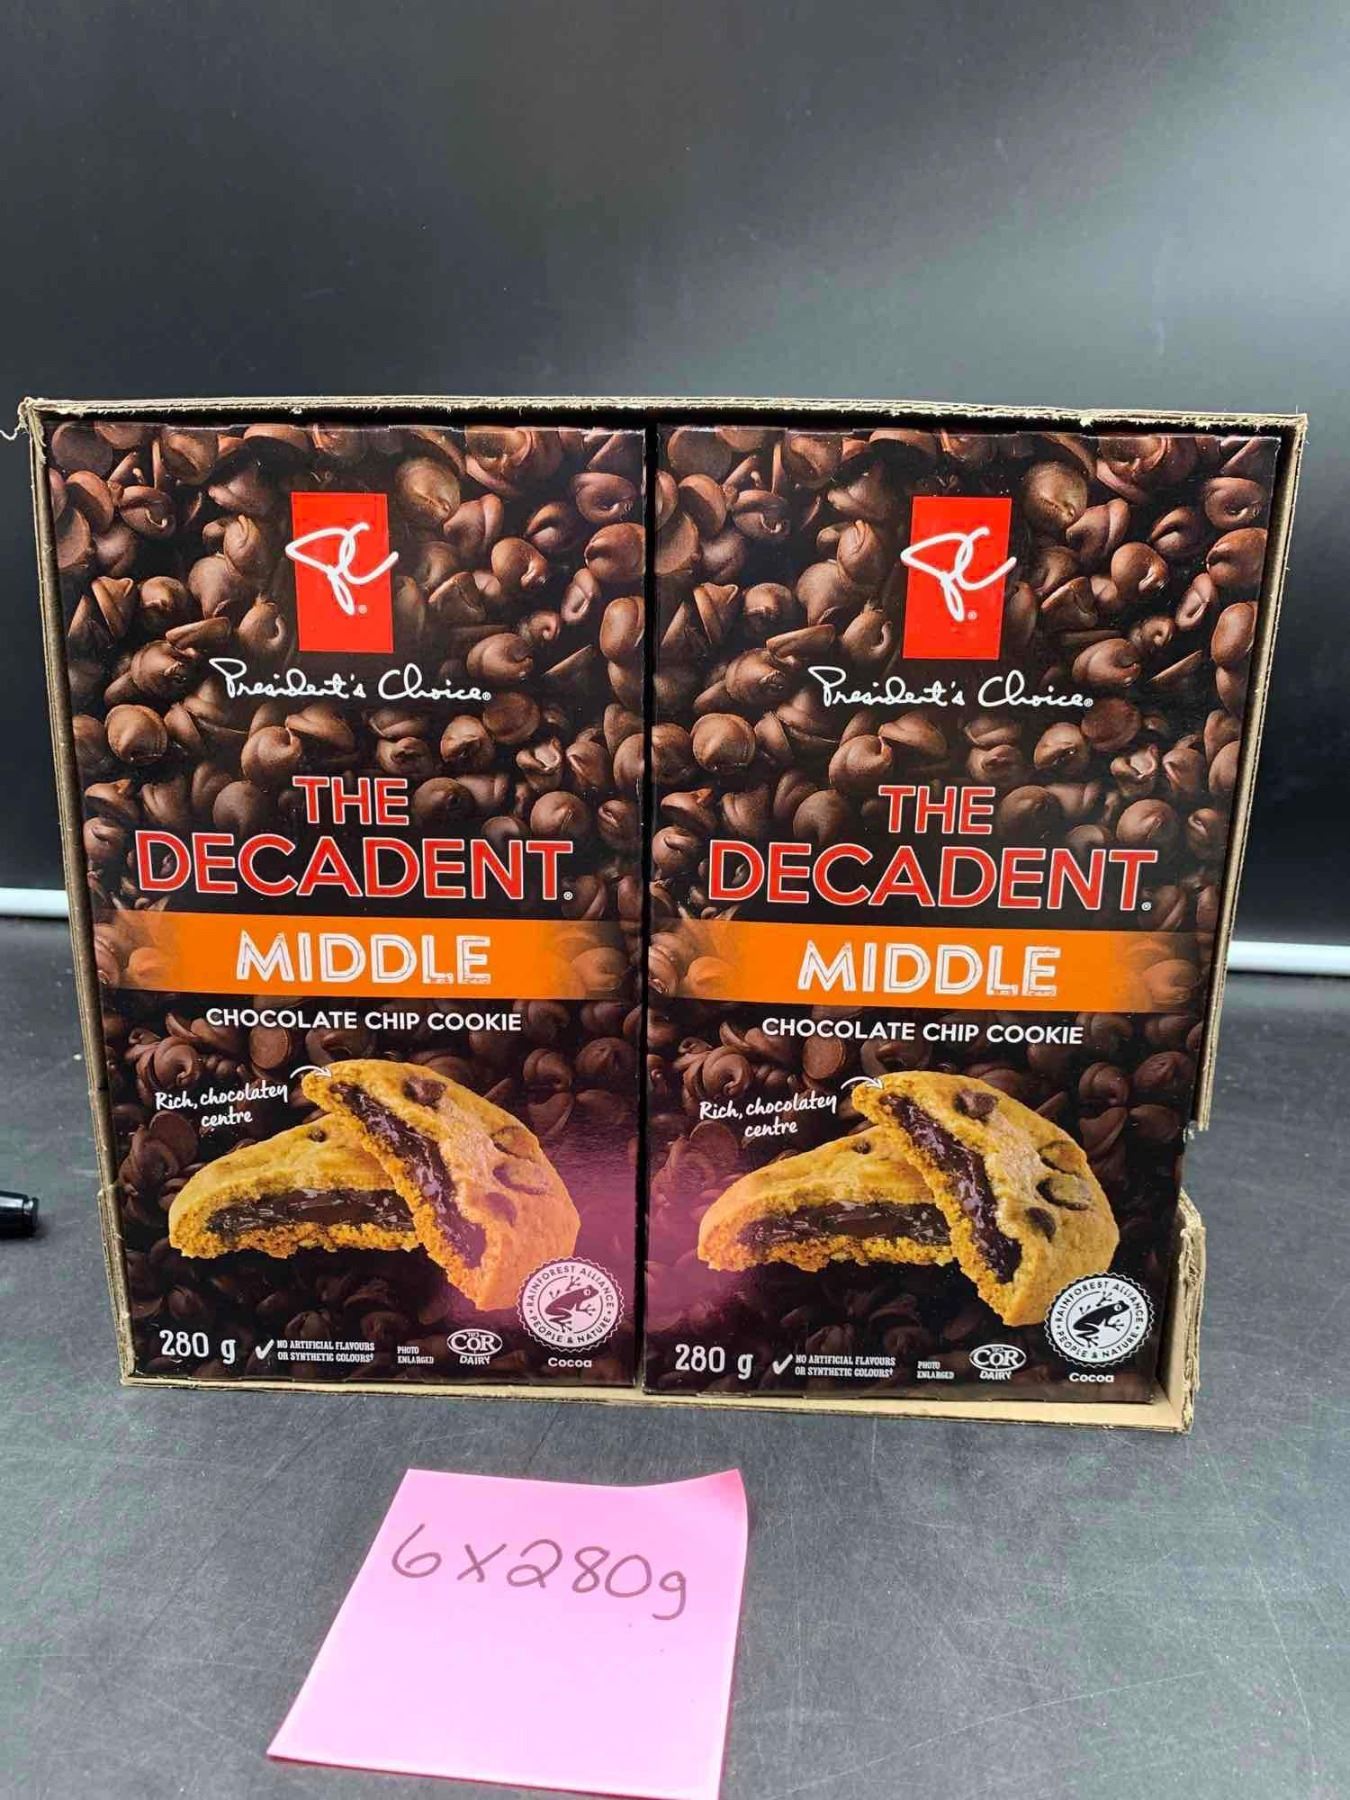 PC®
President's Choice®
THE
DECADENT®
MIDDLE
CHOCOLATE CHIP COOKIE
Rich, chocolatey
centre
280 g
✓ NO ARTIFICIAL FLAVOURS
OR SYNTHETIC COLOURS†
PHOTO
ENLARGED
COR
DAIRY
RAINFOREST ALLIANCE
PEOPLE & NATURE
Cocoa
PC®
President's Choice®
THE
DECADENT®
MIDDLE
CHOCOLATE CHIP COOKIE
Rich, chocolatey
centre
280 g
✓ NO ARTIFICIAL FLAVOURS
OR SYNTHETIC COLOURS†
PHOTO
ENLARGED
COR
DAIRY
RAINFOREST ALLIANCE
PEOPLE & NATURE
Cocoa
6x280g